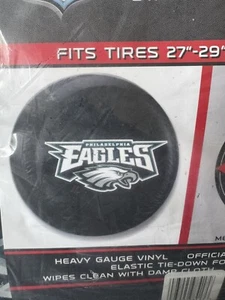 FITS TIRES 27"-29"
PHILADELPHIA
EAGLES
HEAVY GAUGE VINYL OFFICIA
ELASTIC TIE-DOWN FO
WIPES CLEAN WITH DAMP CLOTH